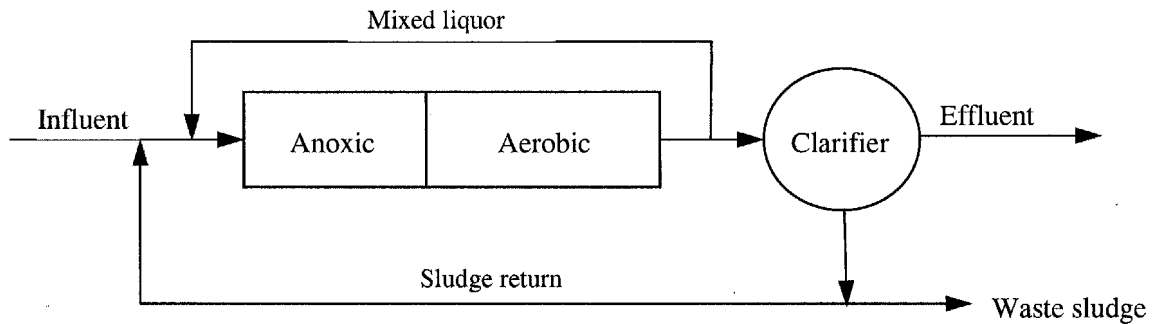 Mixed liquor
Influent
Anoxic
Aerobic
Clarifier
Effluent
Sludge return
Waste sludge